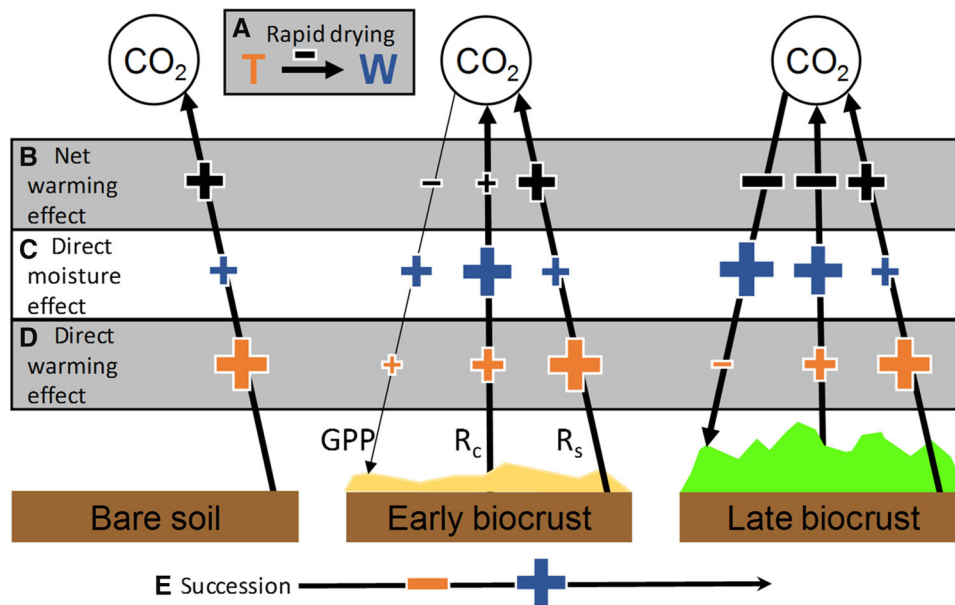 A Rapid drying
T W
CO2
CO2
CO2
B Net
warming
effect
C Direct
moisture
effect
D Direct
warming
effect
GPP
Rc
Rs
Bare soil
Early biocrust
Late biocrust
E Succession